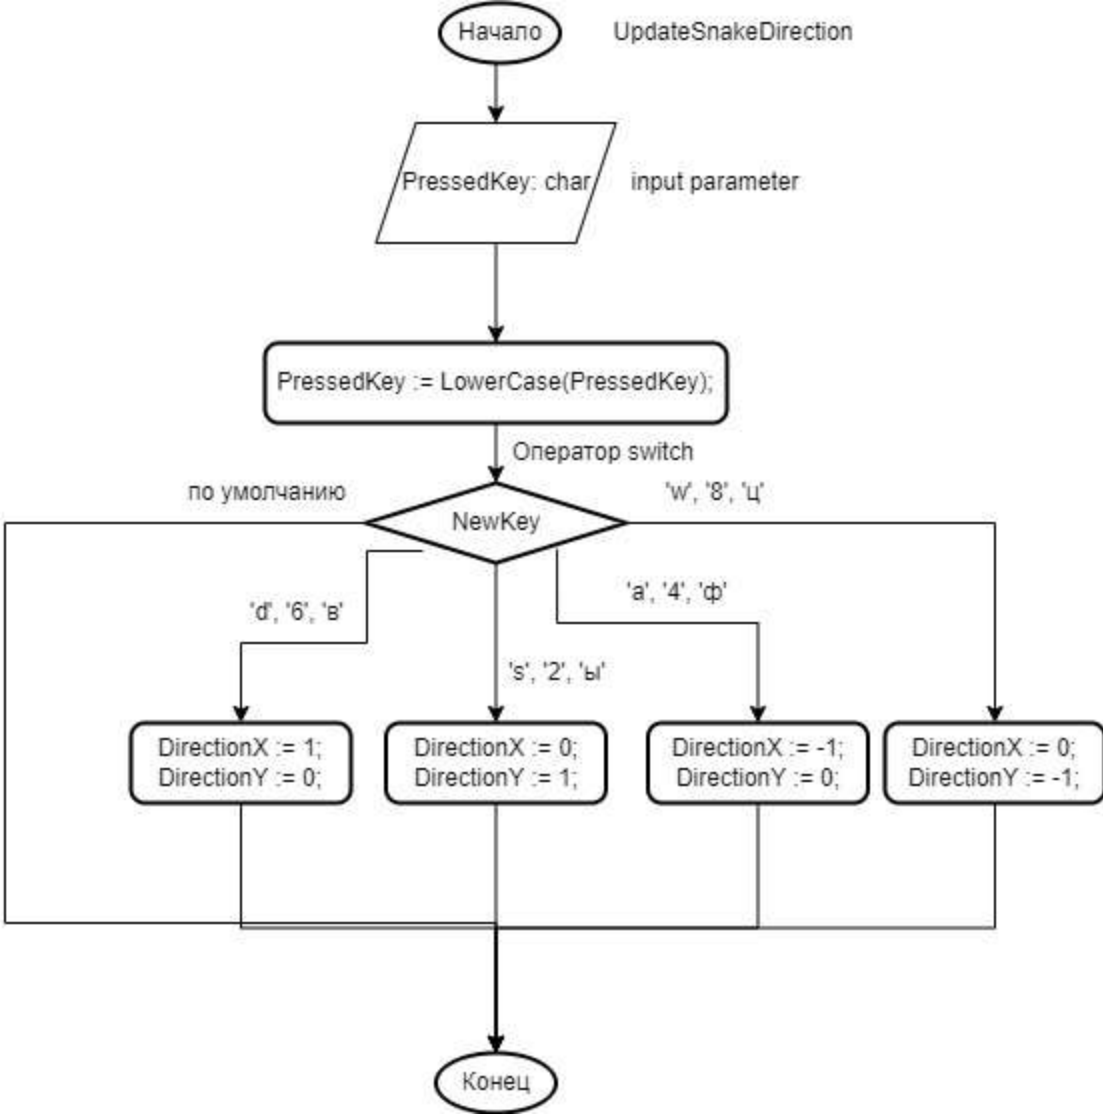 Начало
UpdateSnakeDirection
PressedKey: char
input parameter
PressedKey := LowerCase(PressedKey);
Оператор switch
по умолчанию
NewKey
'w', '8', 'ц'
'd', '6', 'в'
'a', '4', 'ф'
's', '2', 'ы'
DirectionX := 1;
DirectionY := 0;
DirectionX := 0;
DirectionY := 1;
DirectionX := -1;
DirectionY := 0;
DirectionX := 0;
DirectionY := -1;
Конец